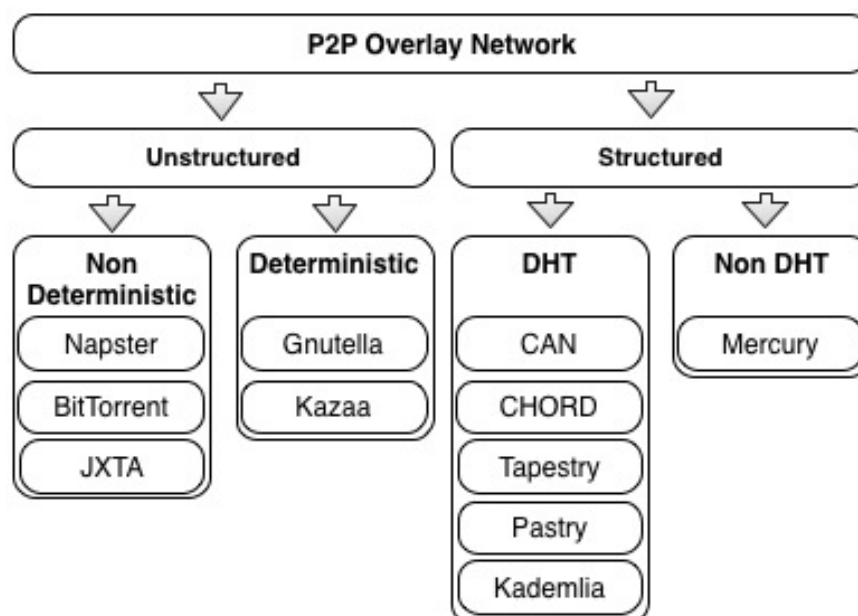 P2P Overlay Network
Unstructured
Structured
Non
Deterministic
Napster
BitTorrent
JXTA
Deterministic
Gnutella
Kazaa
DHT
CAN
CHORD
Tapestry
Pastry
Kademlia
Non DHT
Mercury